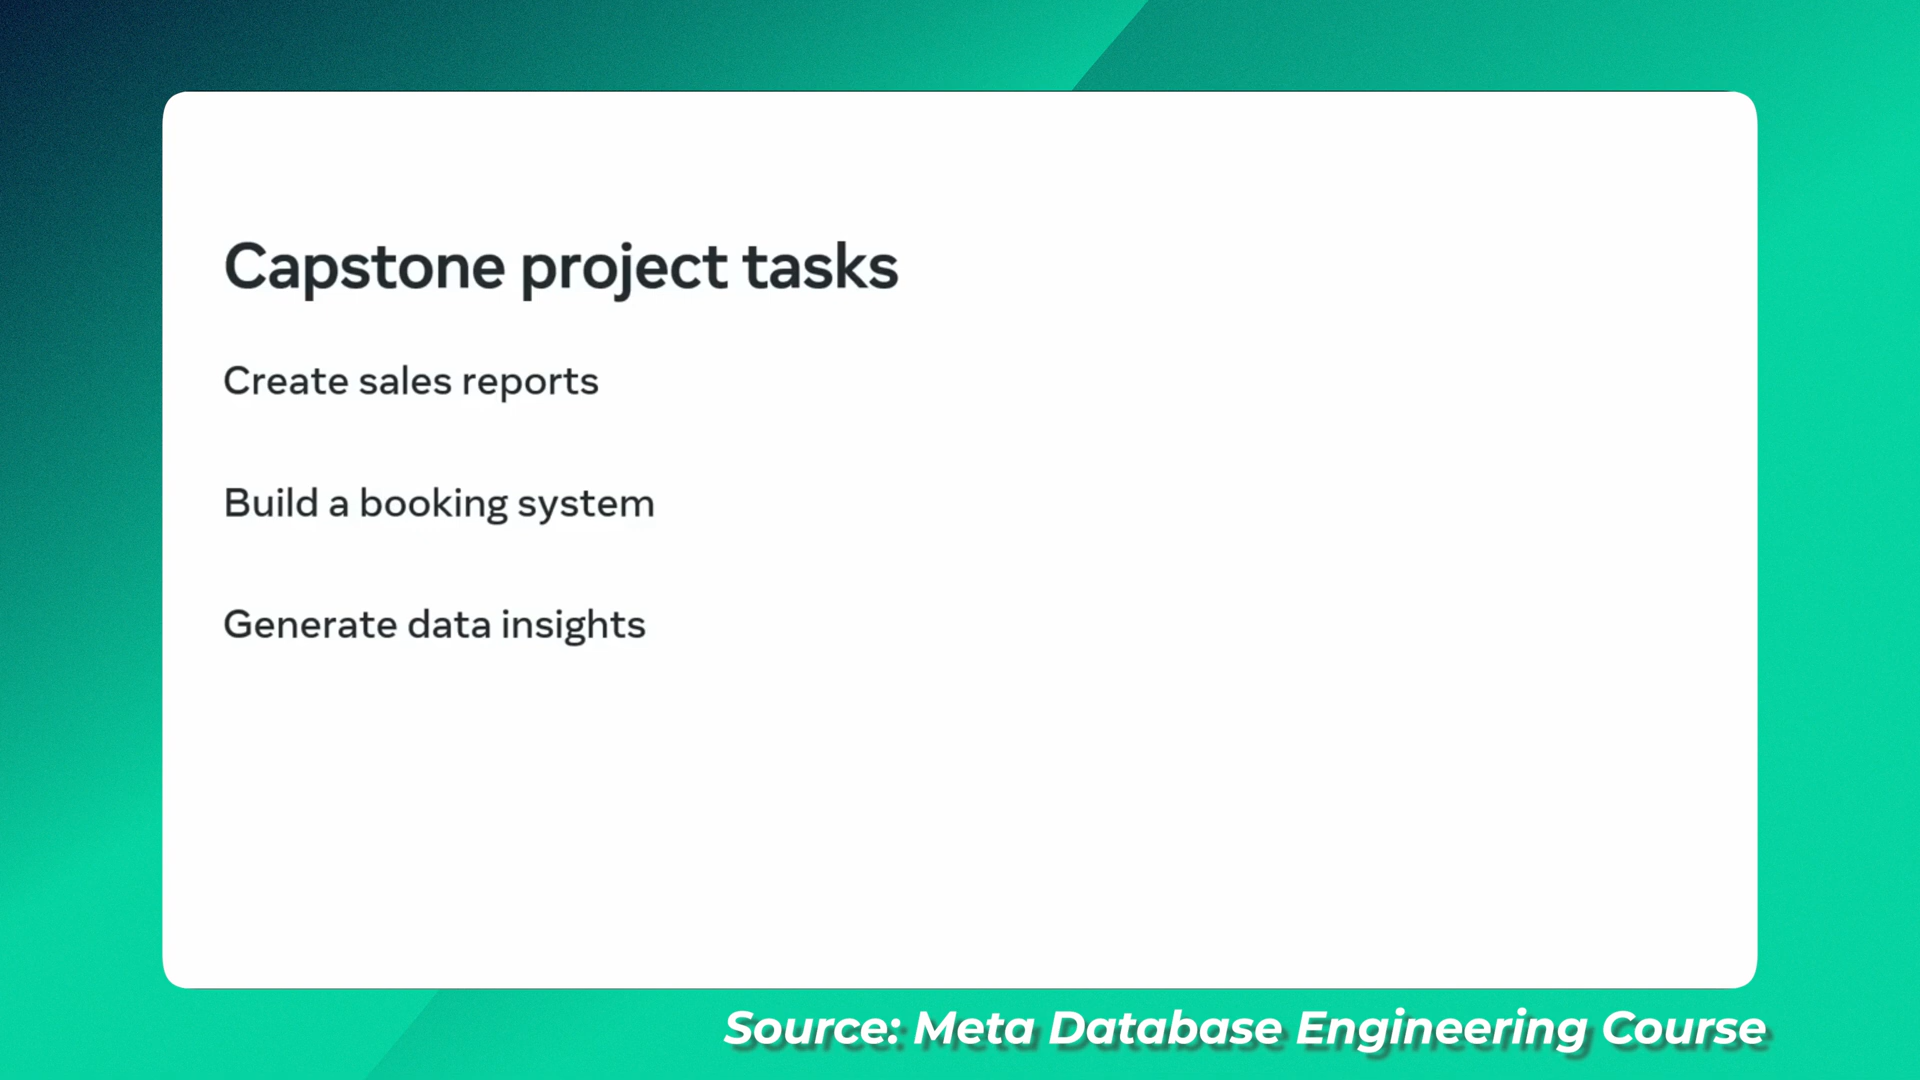 Capstone project tasks
Create sales reports
Build a booking system
Generate data insights
Source: Meta Database Engineering Course